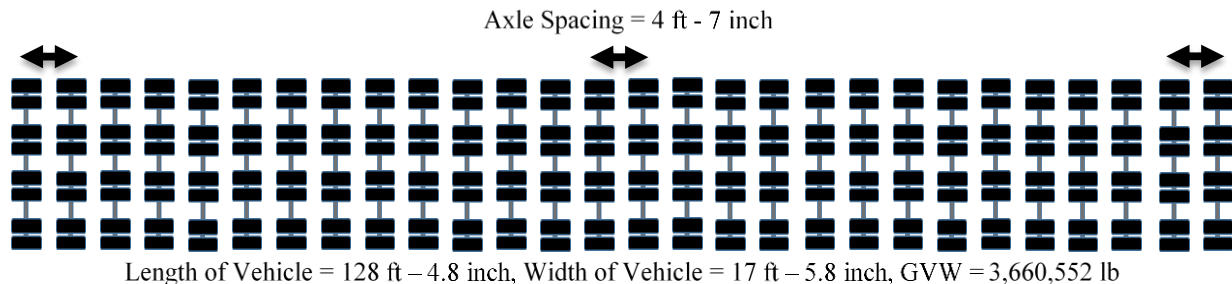 Axle Spacing = 4 ft - 7 inch
Length of Vehicle = 128 ft – 4.8 inch, Width of Vehicle = 17 ft – 5.8 inch, GVW = 3,660,552 lb